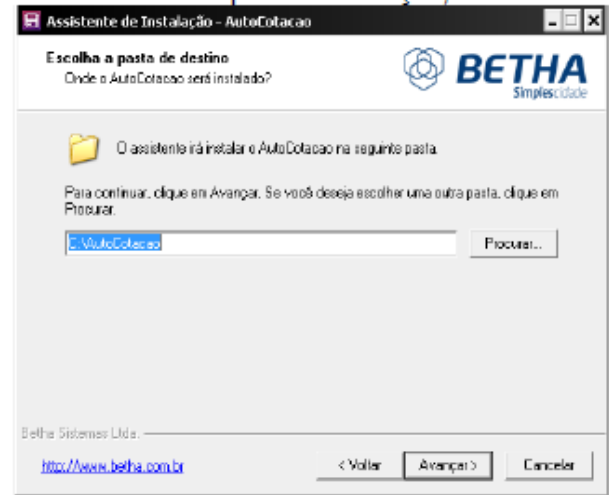 Assistente de Instalação - AutoCotacao
Escolha a pasta de destino
Onde o AutoCotacao será instalado?
BETHA
Simplescidade
O assistente irá instalar o AutoCotacao na seguinte pasta.
Para continuar, clique em Avançar. Se você deseja escolher uma outra pasta, clique em
Procurar.
C:\AutoCotacao
Procurar...
Betha Sistemas Ltda.
http://www.betha.com.br
< Voltar
Avançar >
Cancelar